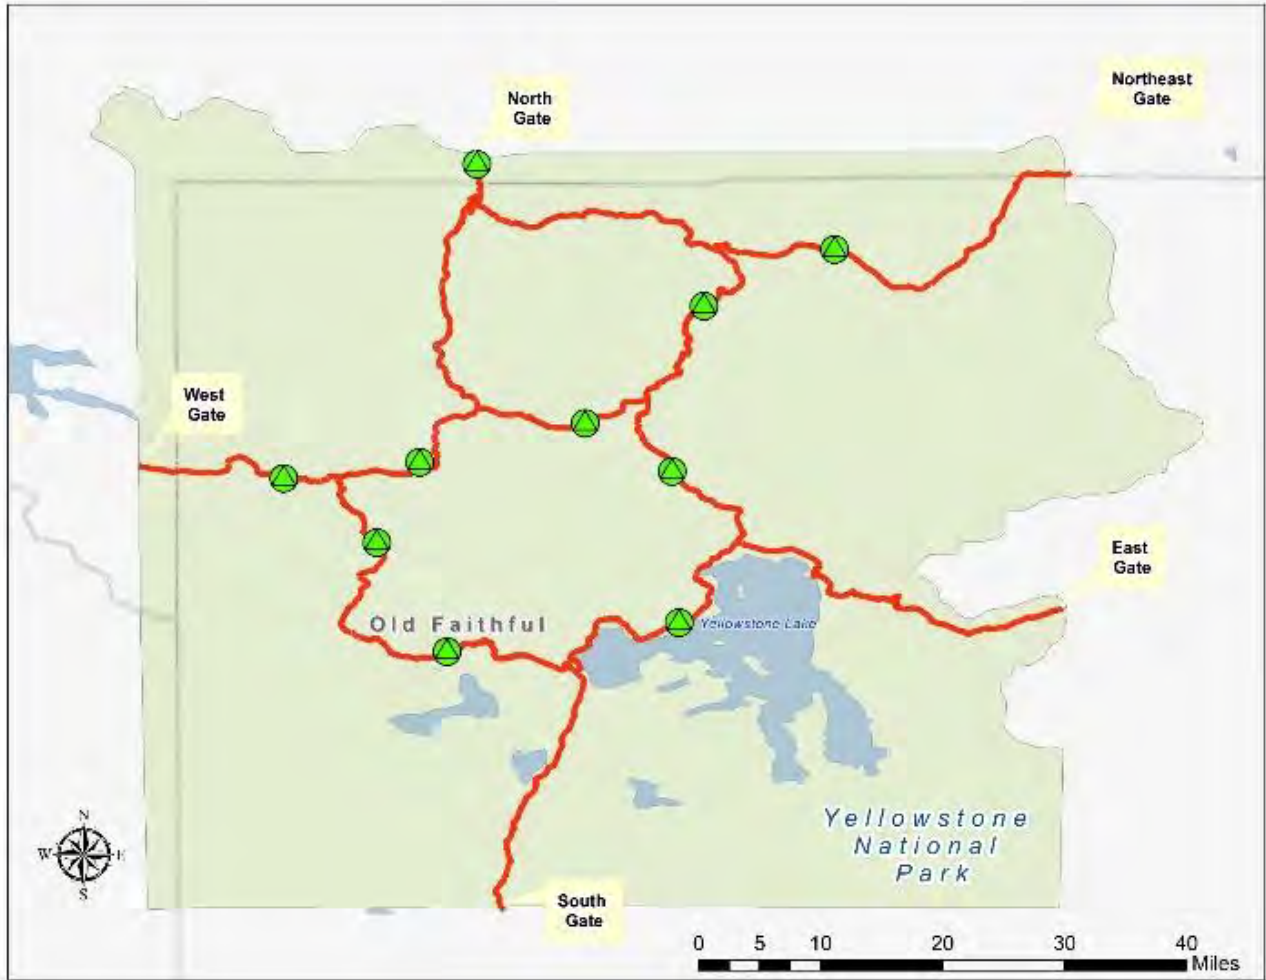 North
Gate
Northeast
Gate
West
Gate
East
Gate
Old Faithful
Yellowstone Lake
Yellowstone
National
Park
N
W
E
S
South
Gate
0 5 10 20 30 40
Miles